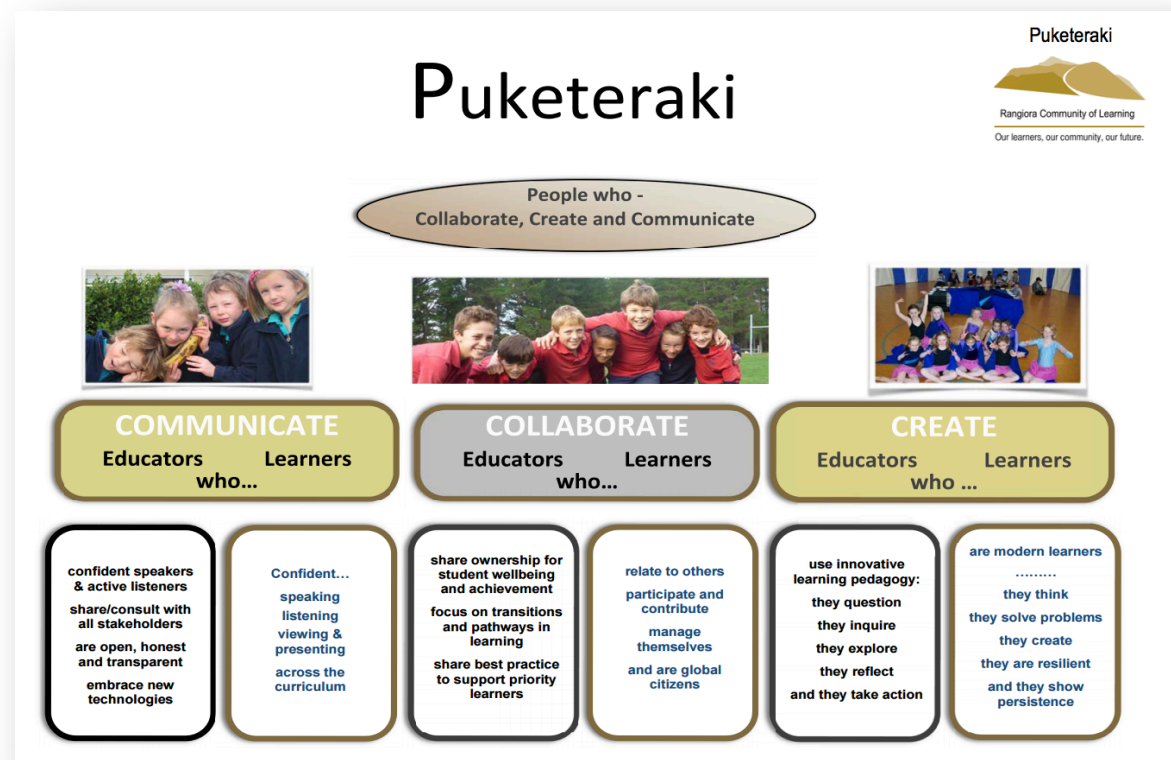 Puketeraki
Puketeraki
Rangiora Community of Learning
Our learners, our community, our future.
People who -
Collaborate, Create and Communicate
COMMUNICATE
Educators Learners
who...
COLLABORATE
Educators Learners
who...
CREATE
Educators Learners
who ...
confident speakers
& active listeners
share/consult with
all stakeholders
are open, honest
and transparent
embrace new
technologies
Confident...
speaking
listening
viewing &
presenting
across the
curriculum
share ownership for
student wellbeing
and achievement
focus on transitions
and pathways in
learning
share best practice
to support priority
learners
relate to others
participate and
contribute
manage
themselves
and are global
citizens
use innovative
learning pedagogy:
they question
they inquire
they explore
they reflect
and they take action
are modern learners
.........
they think
they solve problems
they create
they are resilient
and they show
persistence